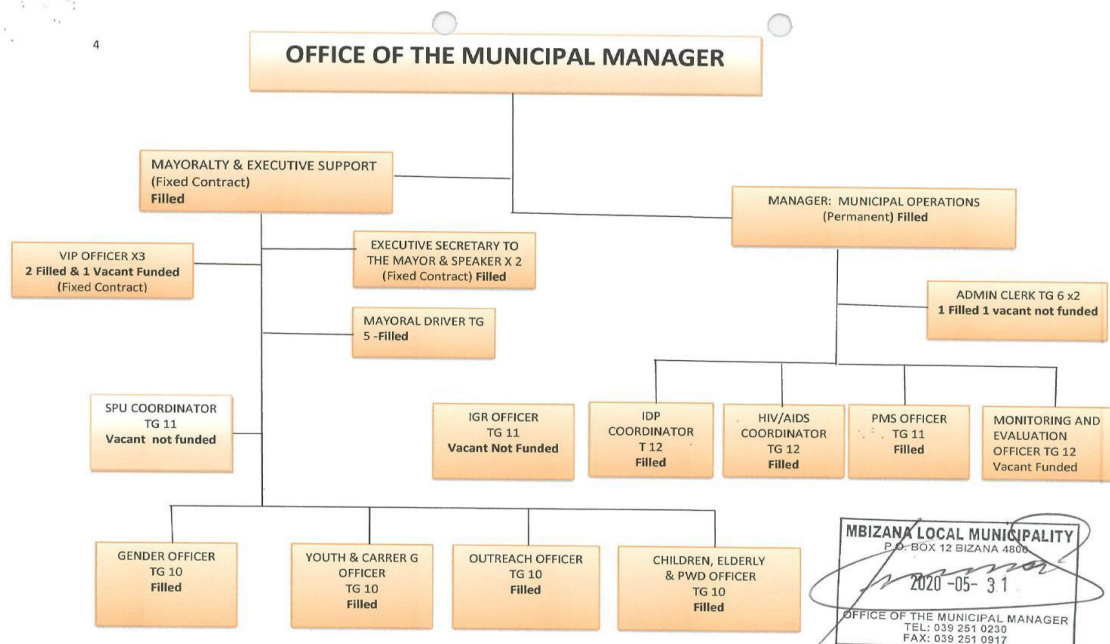 4
OFFICE OF THE MUNICIPAL MANAGER
MAYORALTY & EXECUTIVE SUPPORT
(Fixed Contract)
Filled
MANAGER: MUNICIPAL OPERATIONS
(Permanent) Filled
VIP OFFICER X3
2 Filled & 1 Vacant Funded
(Fixed Contract)
EXECUTIVE SECRETARY TO
THE MAYOR & SPEAKER X 2
(Fixed Contract) Filled
ADMIN CLERK TG 6 x2
1 Filled 1 vacant not funded
MAYORAL DRIVER TG
5 -Filled
SPU COORDINATOR
TG 11
Vacant not funded
IGR OFFICER
TG 11
Vacant Not Funded
IDP
COORDINATOR
T 12
Filled
HIV/AIDS
COORDINATOR
TG 12
Filled
PMS OFFICER
TG 11
Filled
MONITORING AND
EVALUATION
OFFICER TG 12
Vacant Funded
GENDER OFFICER
TG 10
Filled
YOUTH & CARRER G
OFFICER
TG 10
Filled
OUTREACH OFFICER
TG 10
Filled
CHILDREN, ELDERLY
& PWD OFFICER
TG 10
Filled
MBIZANA LOCAL MUNICIPALITY
P.O. BOX 12 BIZANA 4800
2020 -05- 31
OFFICE OF THE MUNICIPAL MANAGER
TEL: 039 251 0230
FAX: 039 251 0917